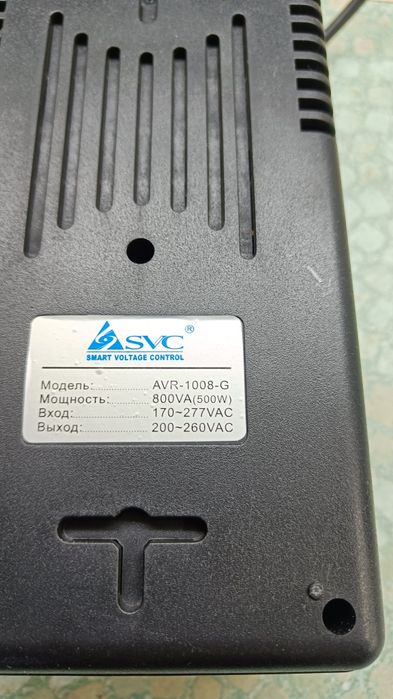 SVC ®
SMART VOLTAGE CONTROL
Модель: AVR-1008-G
Мощность: 800VA(500W)
Вход: 170~277VAC
Выход: 200~260VAC